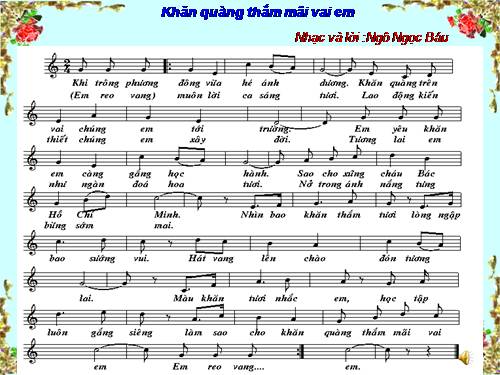 Khăn quàng thắm mãi vai em
Nhạc và lời :Ngô Ngọc Báu
2 4
Khi trông phương đông vừa hé ánh dương. Khăn quàng trên
(Em reo vang) muôn lời ca sáng tươi. Lao động kiến
vai chúng em tới trường. Em yêu khăn
thiết chúng em xây đời. Tương lai em
em càng gắng học hành. Sao cho xứng cháu Bác
như ngàn đoá hoa tươi. Nở trong ánh nắng tưng
Hồ Chí Minh. Nhìn bao khăn thắm tươi lòng ngập
bừng sớm mai.
bao sướng vui. Hát vang lên chào đón tương
lai. Màu khăn tươi nhắc em, học tập
luôn gắng siêng làm sao cho khăn quàng thắm mãi vai
em Em reo vang.... em.